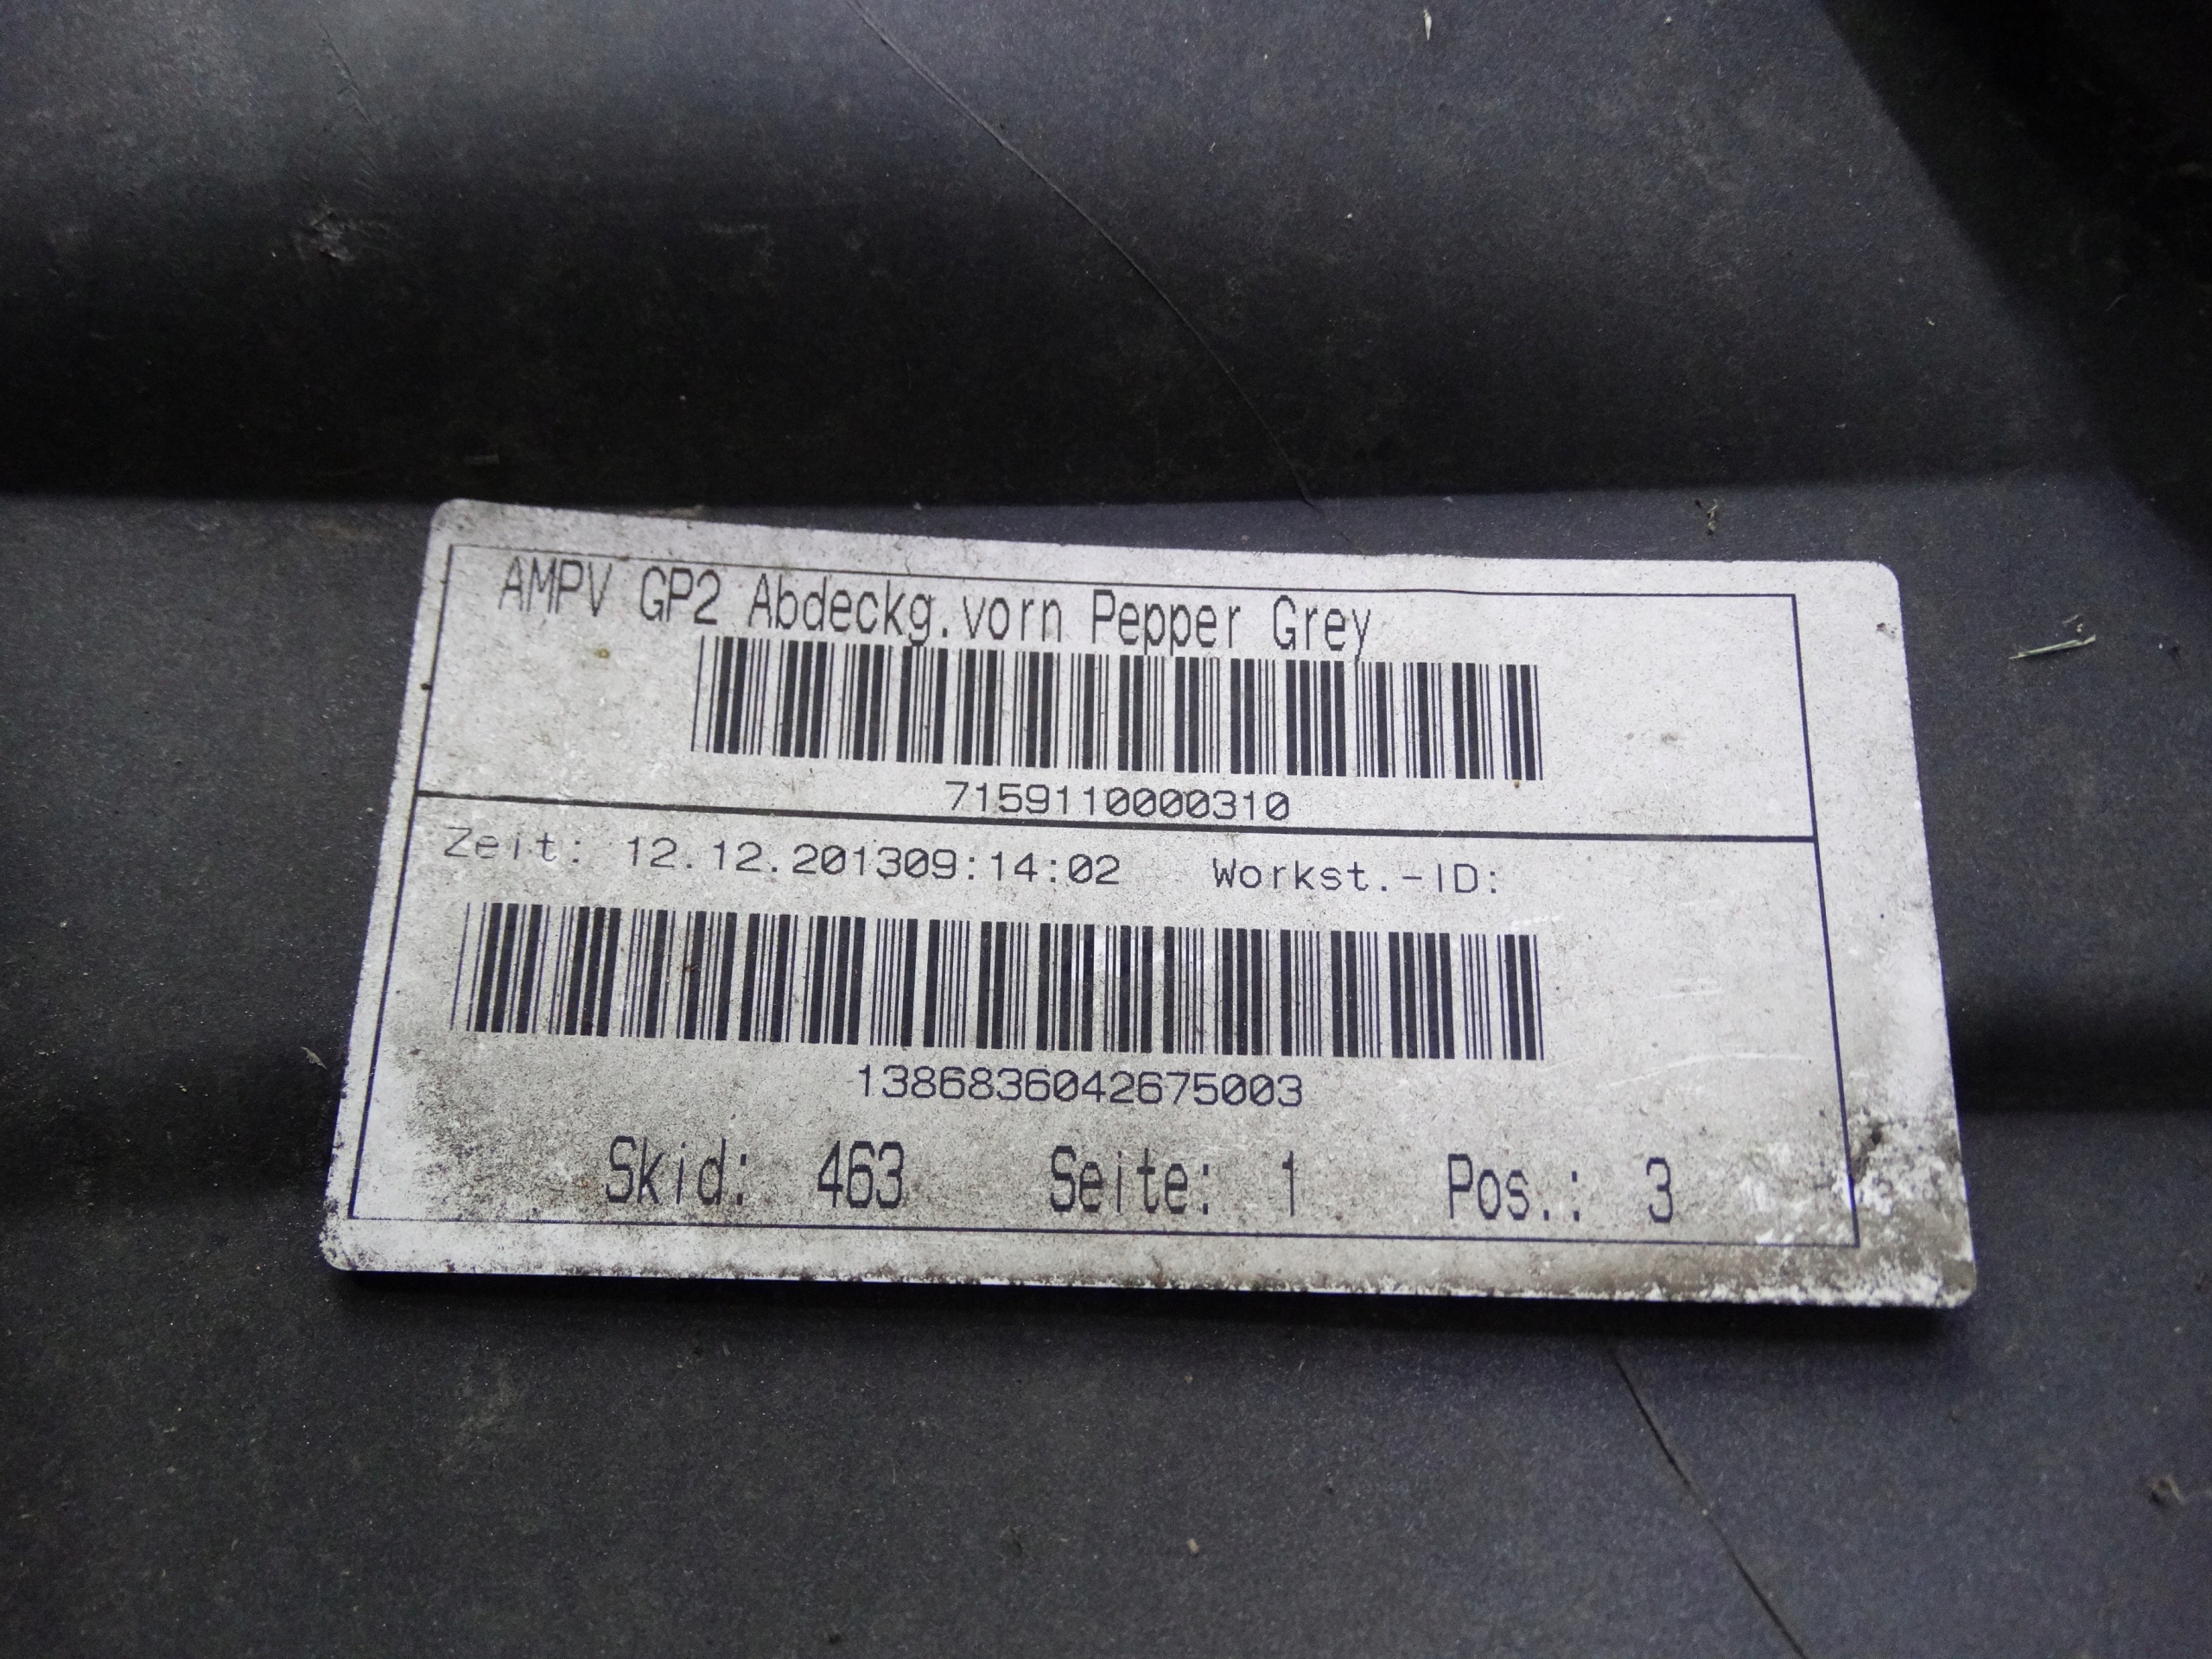 AMPV GP2 Abdeckg.vorn Pepper Grey
7159110000310
Zeit: 12.12.201309:14:02 Workst.-ID:
1386836042675003
Skid: 463 Seite: 1 Pos.: 3